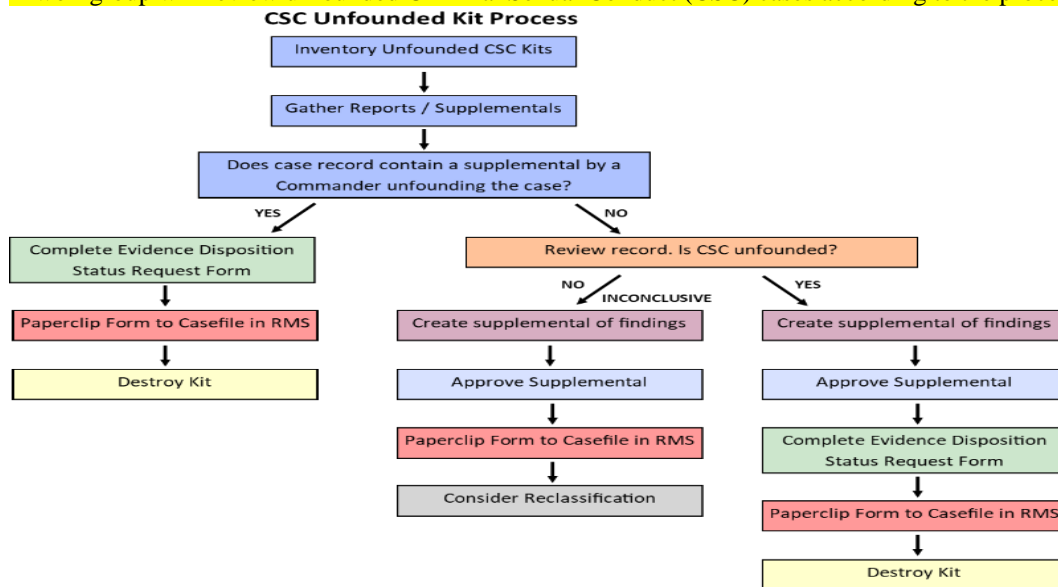 CSC Unfounded Kit Process
Inventory Unfounded CSC Kits
Gather Reports / Supplementals
Does case record contain a supplemental by a
Commander unfounding the case?
YES
NO
Complete Evidence Disposition
Status Request Form
Paperclip Form to Casefile in RMS
Destroy Kit
Review record. Is CSC unfounded?
NO
INCONCLUSIVE
YES
Create supplemental of findings
Approve Supplemental
Paperclip Form to Casefile in RMS
Consider Reclassification
Create supplemental of findings
Approve Supplemental
Complete Evidence Disposition
Status Request Form
Paperclip Form to Casefile in RMS
Destroy Kit